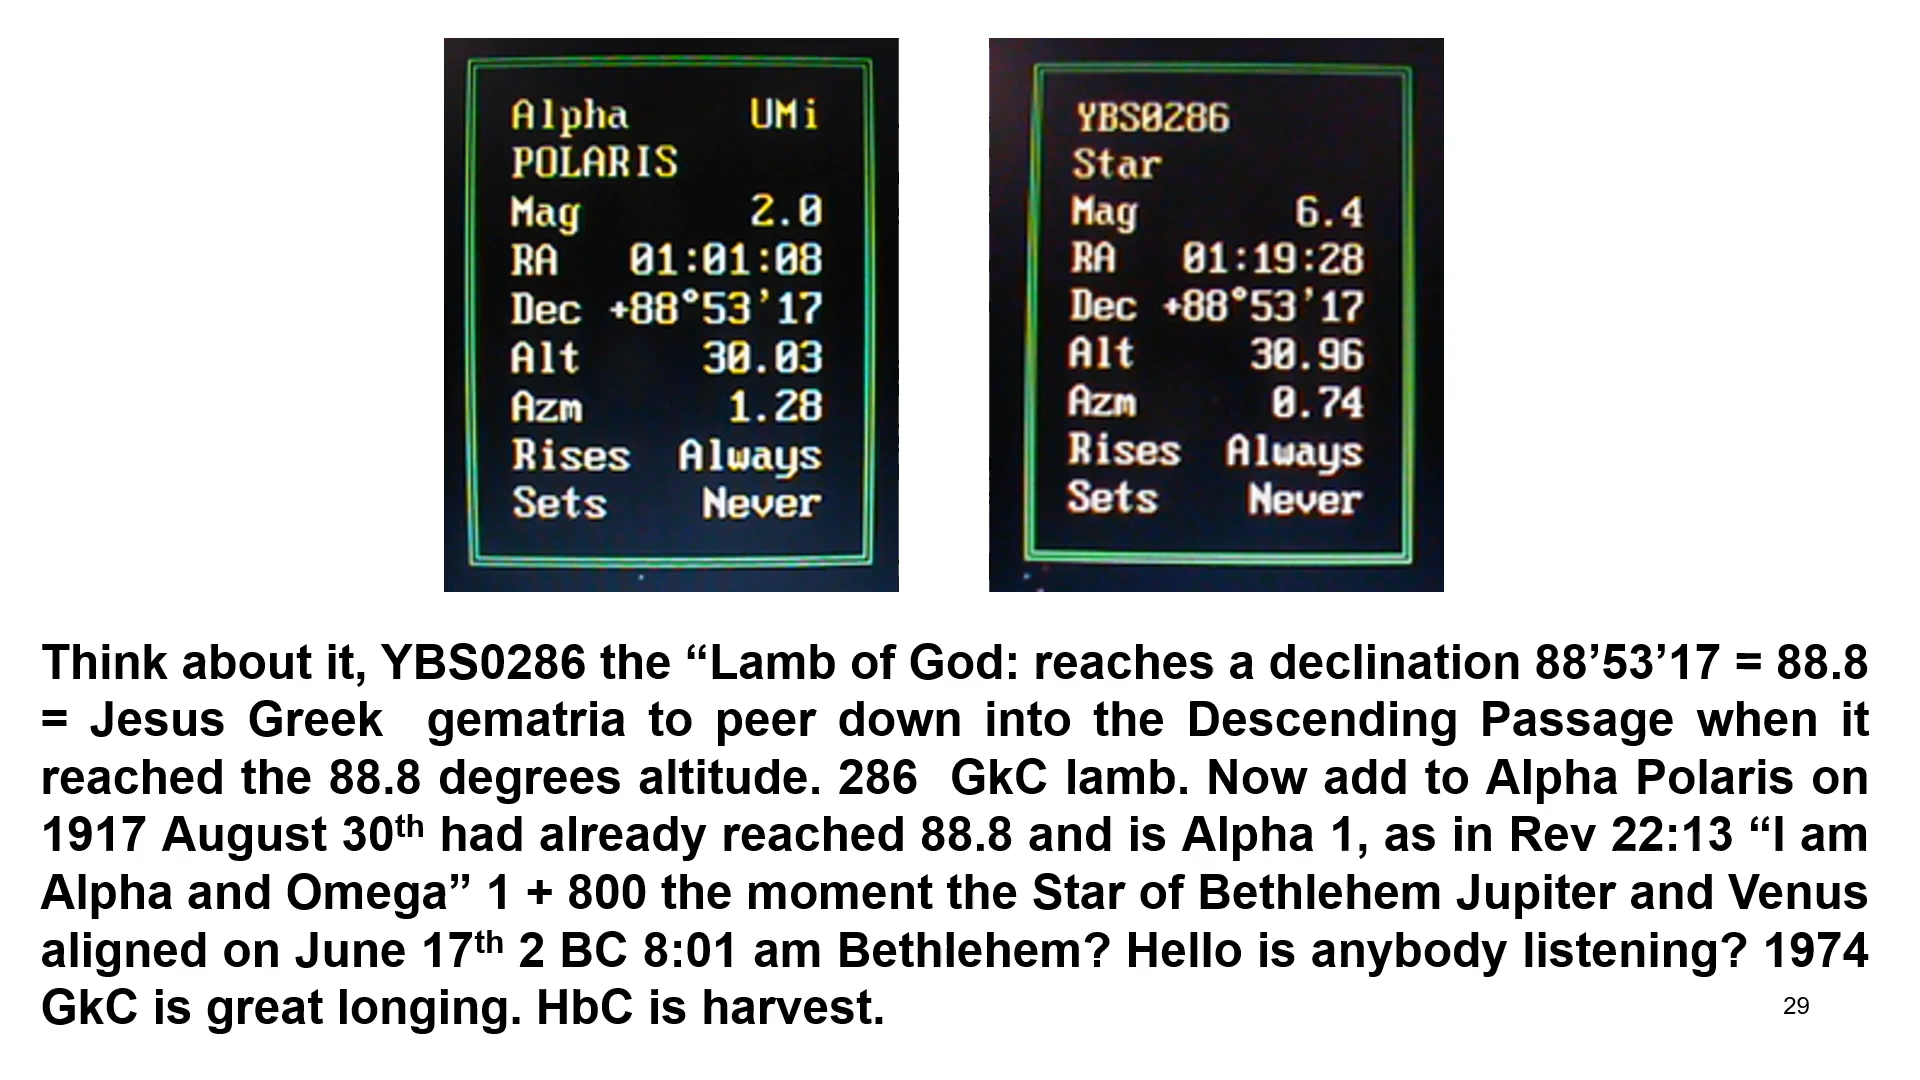 Alpha UMi
POLARIS
Mag 2.0
RA 01:01:08
Dec +88°53'17
Alt 30.03
Azm 1.28
Rises Always
Sets Never
YBS0286
Star
Mag 6.4
RA 01:19:28
Dec +88°53'17
Alt 30.96
Azm 0.74
Rises Always
Sets Never
Think about it, YBS0286 the “Lamb of God: reaches a declination 88’53’17 = 88.8
= Jesus Greek gematria to peer down into the Descending Passage when it
reached the 88.8 degrees altitude. 286 GkC lamb. Now add to Alpha Polaris on
1917 August 30th had already reached 88.8 and is Alpha 1, as in Rev 22:13 “I am
Alpha and Omega” 1 + 800 the moment the Star of Bethlehem Jupiter and Venus
aligned on June 17th 2 BC 8:01 am Bethlehem? Hello is anybody listening? 1974
GkC is great longing. HbC is harvest.
29